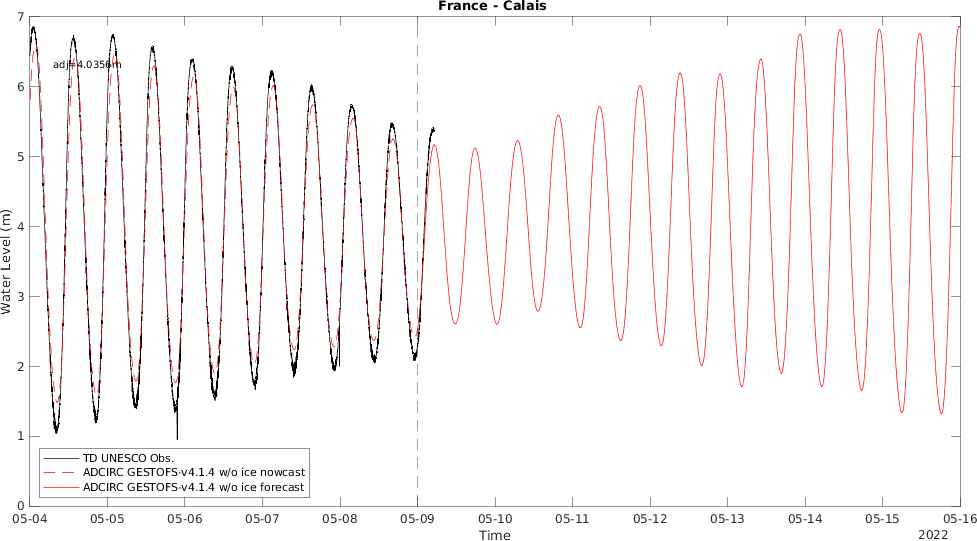 France - Calais
adj=4.0356m
Water Level (m)
7
6
5
4
3
2
1
0
TD UNESCO Obs.
ADCIRC GESTOFS-v4.1.4 w/o ice nowcast
ADCIRC GESTOFS-v4.1.4 w/o ice forecast
05-04 05-05 05-06 05-07 05-08 05-09 05-10 05-11 05-12 05-13 05-14 05-15 05-16
Time
2022